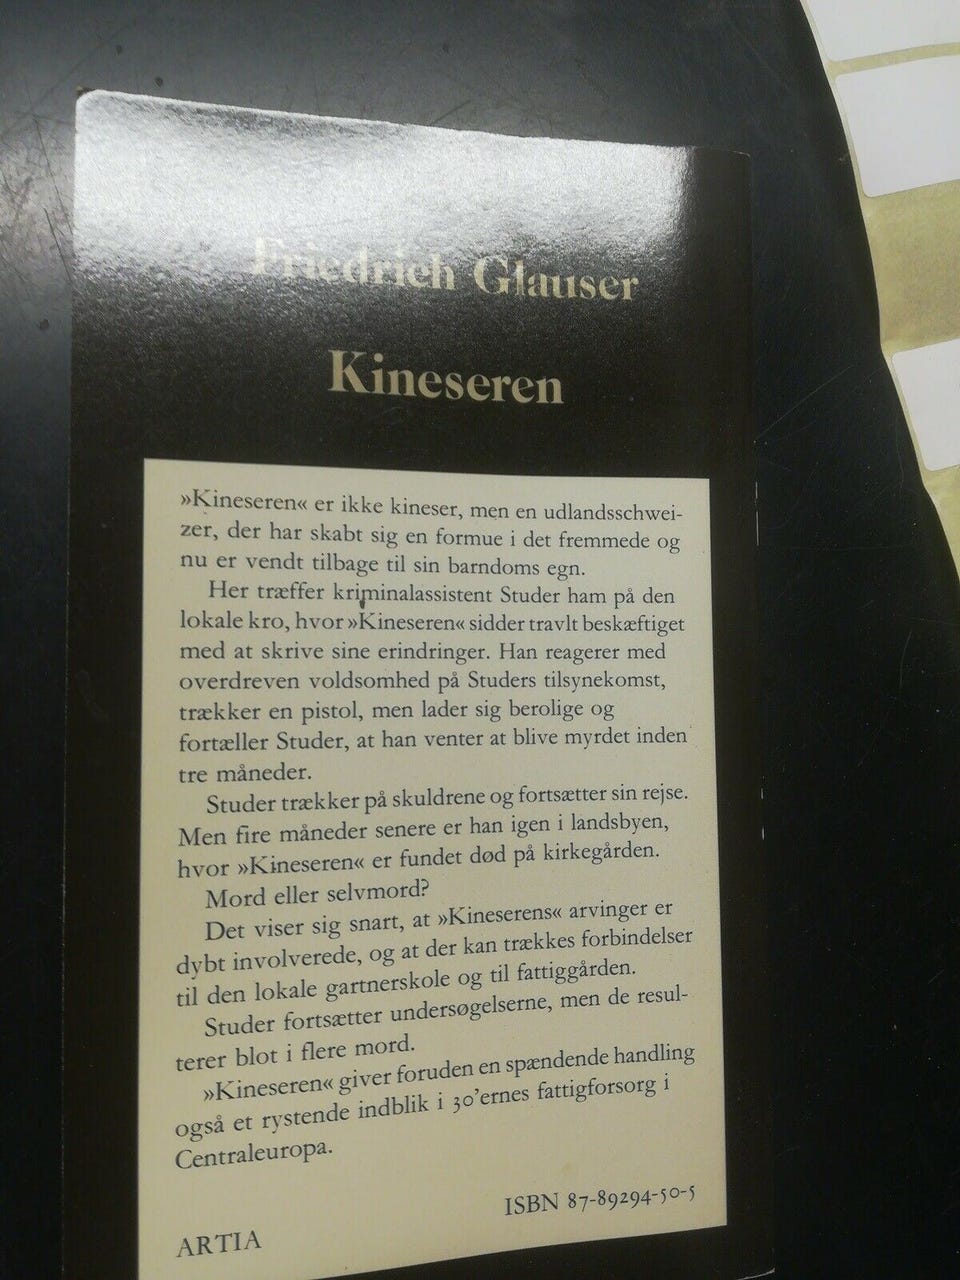 Friedrich Glauser
Kineseren
»Kineseren« er ikke kineser, men en udlandsschwei-
zer, der har skabt sig en formue i det fremmede og
nu er vendt tilbage til sin barndoms egn.
Her træffer kriminalassistent Studer ham på den
lokale kro, hvor »Kineseren« sidder travlt beskæftiget
med at skrive sine erindringer. Han reagerer med
overdreven voldsomhed på Studers tilsynekomst,
trækker en pistol, men lader sig berolige og
fortæller Studer, at han venter at blive myrdet inden
tre måneder.
Studer trækker på skuldrene og fortsætter sin rejse.
Men fire måneder senere er han igen i landsbyen,
hvor »Kineseren« er fundet død på kirkegården.
Mord eller selvmord?
Det viser sig snart, at »Kineserens« arvinger er
dybt involverede, og at der kan trækkes forbindelser
til den lokale gartnerskole og til fattiggården.
Studer fortsætter undersøgelserne, men de resul-
terer blot i flere mord.
»Kineseren« giver foruden en spændende handling
også et rystende indblik i 30'ernes fattigforsorg i
Centraleuropa.
ISBN 87-89294-50-5
ARTIA